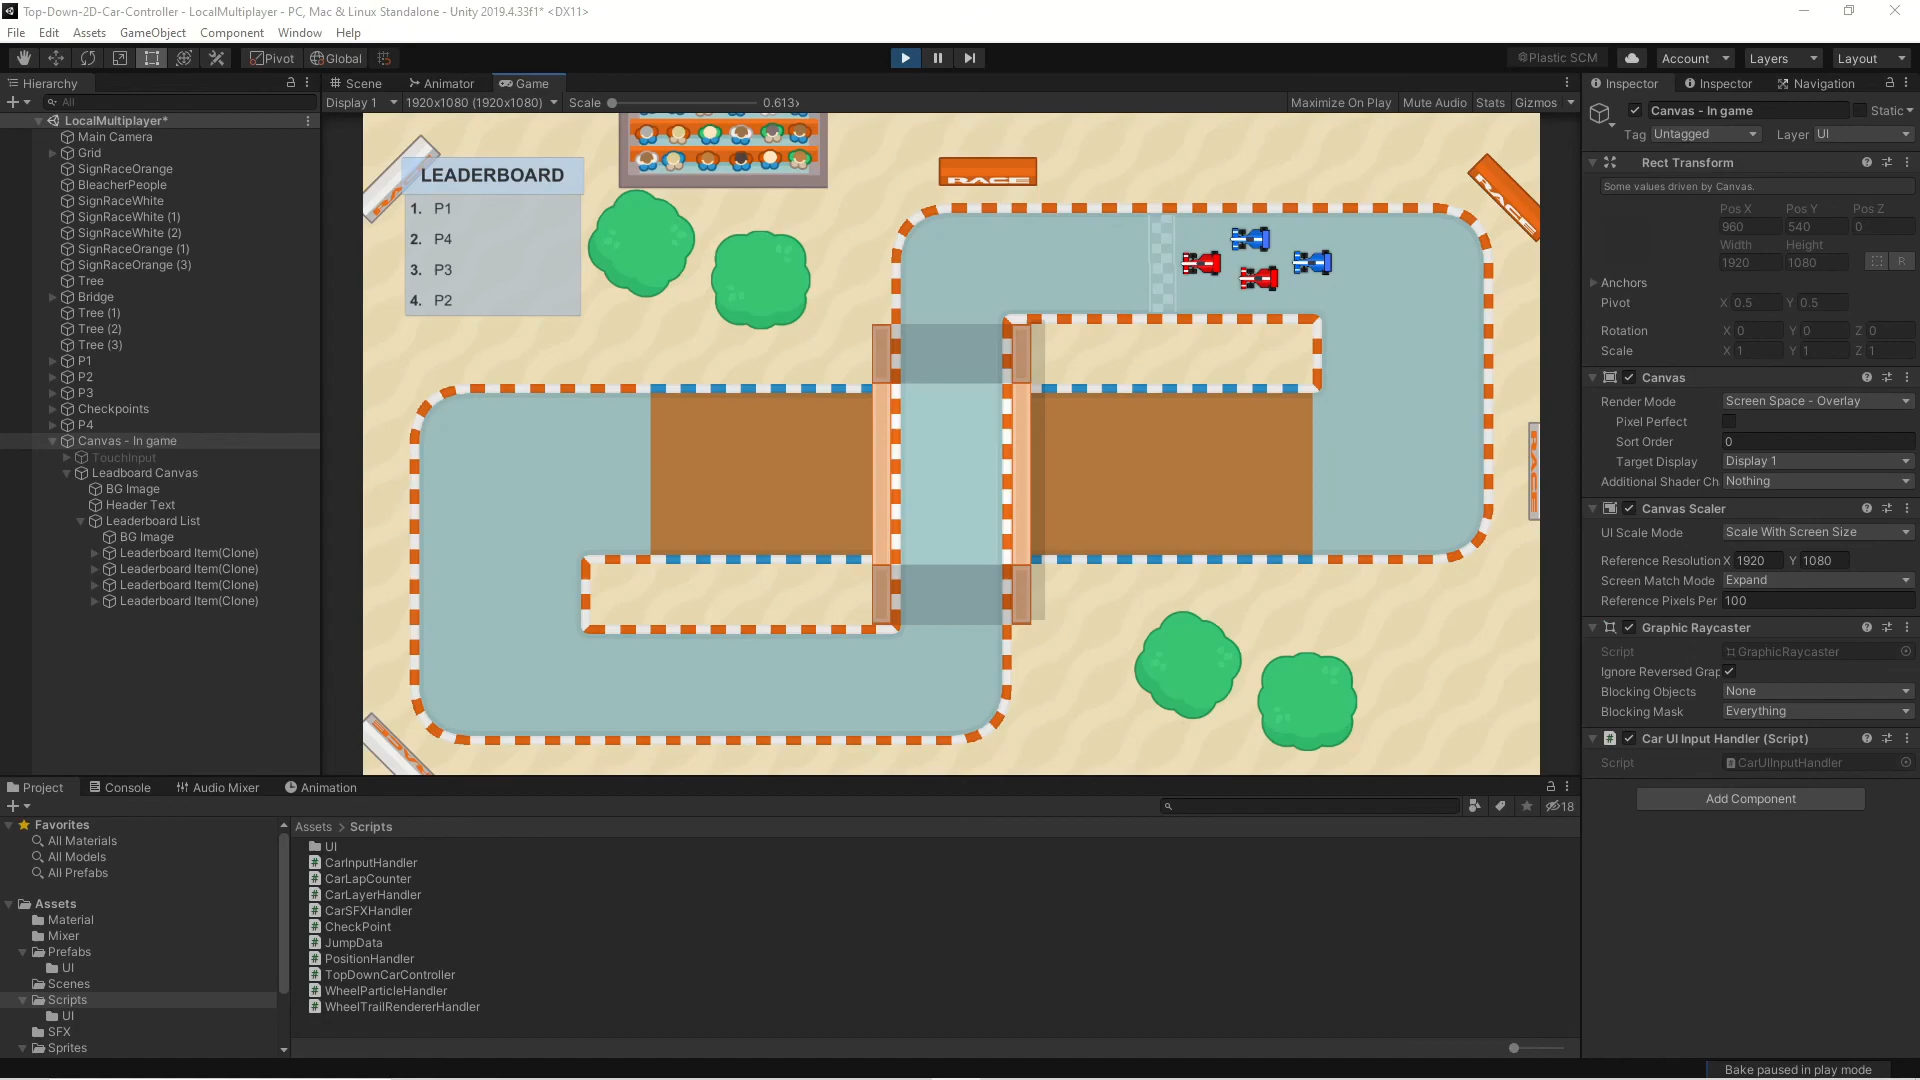 Top-Down-2D-Car-Controller - LocalMultiplayer - PC, Mac & Linux Standalone - Unity 2019.4.33f1* <DX11>
File Edit Assets GameObject Component Window Help
Pivot Global Plastic SCM Account Layers Layout
Hierarchy
All
LocalMultiplayer*
Main Camera
Grid
SignRaceOrange
BleacherPeople
SignRaceWhite
SignRaceWhite (1)
SignRaceWhite (2)
SignRaceOrange (1)
SignRaceOrange (3)
Tree
Bridge
Tree (1)
Tree (2)
Tree (3)
P1
P2
P3
Checkpoints
P4
Canvas - In game
TouchInput
Leadboard Canvas
BG Image
Header Text
Leaderboard List
BG Image
Leaderboard Item(Clone)
Leaderboard Item(Clone)
Leaderboard Item(Clone)
Leaderboard Item(Clone)
Scene Animator Game
Display 1 1920x1080 (1920x1080) Scale 0.613x Maximize On Play Mute Audio Stats Gizmos
LEADERBOARD
1. P1
2. P4
3. P3
4. P2
RACE
RACE
RACE
Inspector Inspector Navigation
Canvas - In game Static
Tag Untagged Layer UI
Rect Transform
Some values driven by Canvas.
Pos X Pos Y Pos Z
960 540 0
Width Height
1920 1080 R
Anchors
Pivot X 0.5 Y 0.5
Rotation X 0 Y 0 Z 0
Scale X 1 Y 1 Z 1
Canvas
Render Mode Screen Space - Overlay
Pixel Perfect
Sort Order 0
Target Display Display 1
Additional Shader Ch Nothing
Canvas Scaler
UI Scale Mode Scale With Screen Size
Reference Resolution X 1920 Y 1080
Screen Match Mode Expand
Reference Pixels Per 100
Graphic Raycaster
Script GraphicRaycaster
Ignore Reversed Grap
Blocking Objects None
Blocking Mask Everything
Car UI Input Handler (Script)
Script CarUIInputHandler
Add Component
Project Console Audio Mixer Animation
18
Favorites
All Materials
All Models
All Prefabs
Assets
Material
Mixer
Prefabs
UI
Scenes
Scripts
UI
SFX
Sprites
Assets > Scripts
UI
CarInputHandler
CarLapCounter
CarLayerHandler
CarSFXHandler
CheckPoint
JumpData
PositionHandler
TopDownCarController
WheelParticleHandler
WheelTrailRendererHandler
Bake paused in play mode